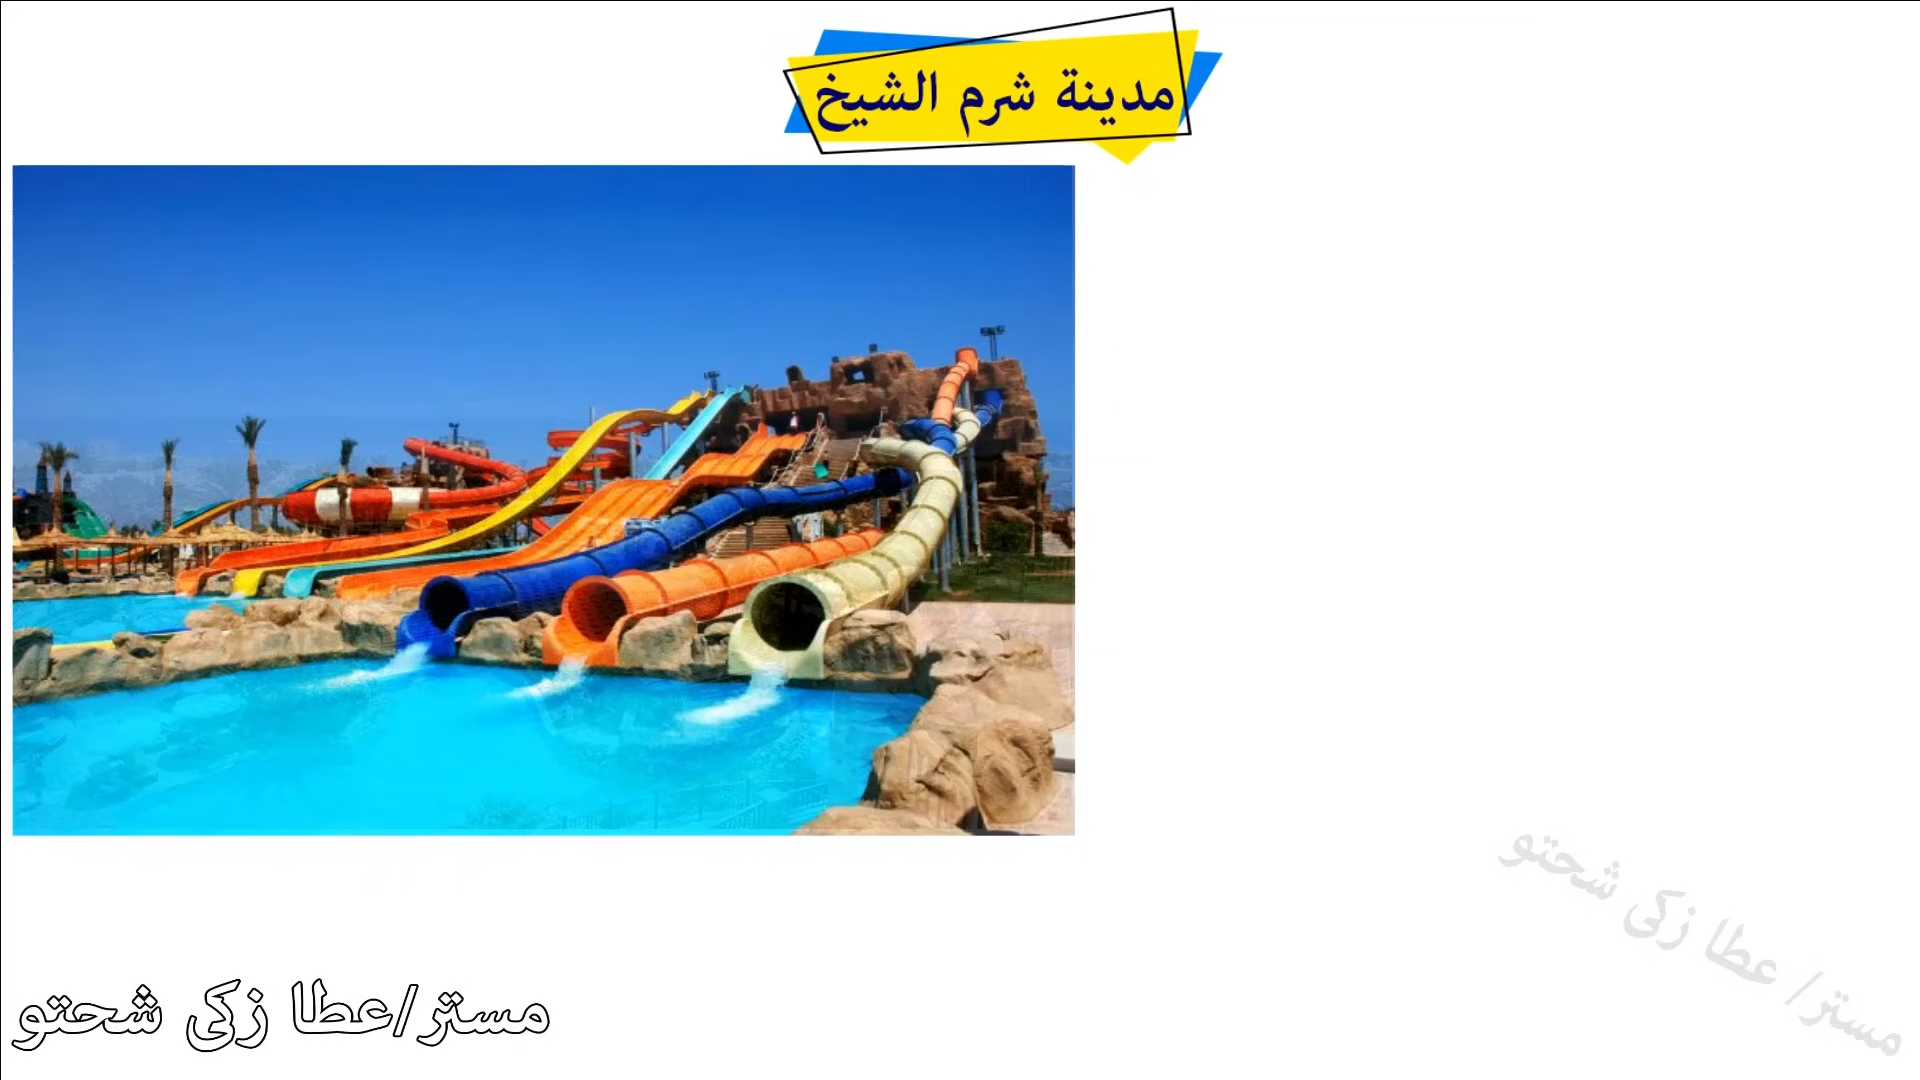 مدينة شرم الشيخ
مستر/عطا زكى شحتو
مستر/ عطا زكى شحتو